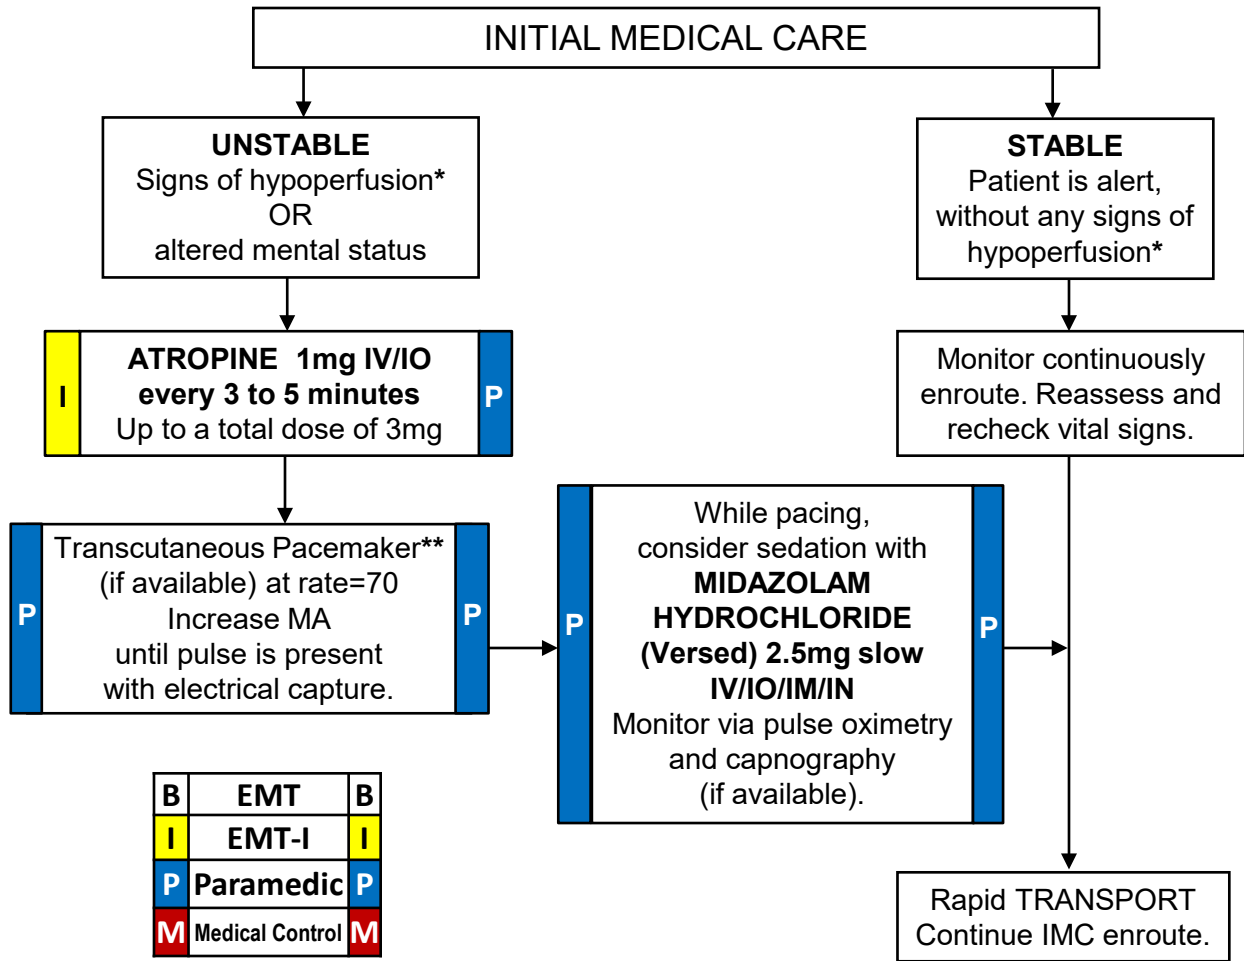 INITIAL MEDICAL CARE
UNSTABLE
Signs of hypoperfusion*
OR
altered mental status
STABLE
Patient is alert,
without any signs of
hypoperfusion*
I
ATROPINE 1mg IV/IO
every 3 to 5 minutes
Up to a total dose of 3mg
P
Monitor continuously
enroute. Reassess and
recheck vital signs.
P
Transcutaneous Pacemaker**
(if available) at rate=70
Increase MA
until pulse is present
with electrical capture.
P
P
While pacing,
consider sedation with
MIDAZOLAM
HYDROCHLORIDE
(Versed) 2.5mg slow
IV/IO/IM/IN
Monitor via pulse oximetry
and capnography
(if available).
P
B EMT B
I EMT-I I
P Paramedic P
M Medical Control M
Rapid TRANSPORT
Continue IMC enroute.